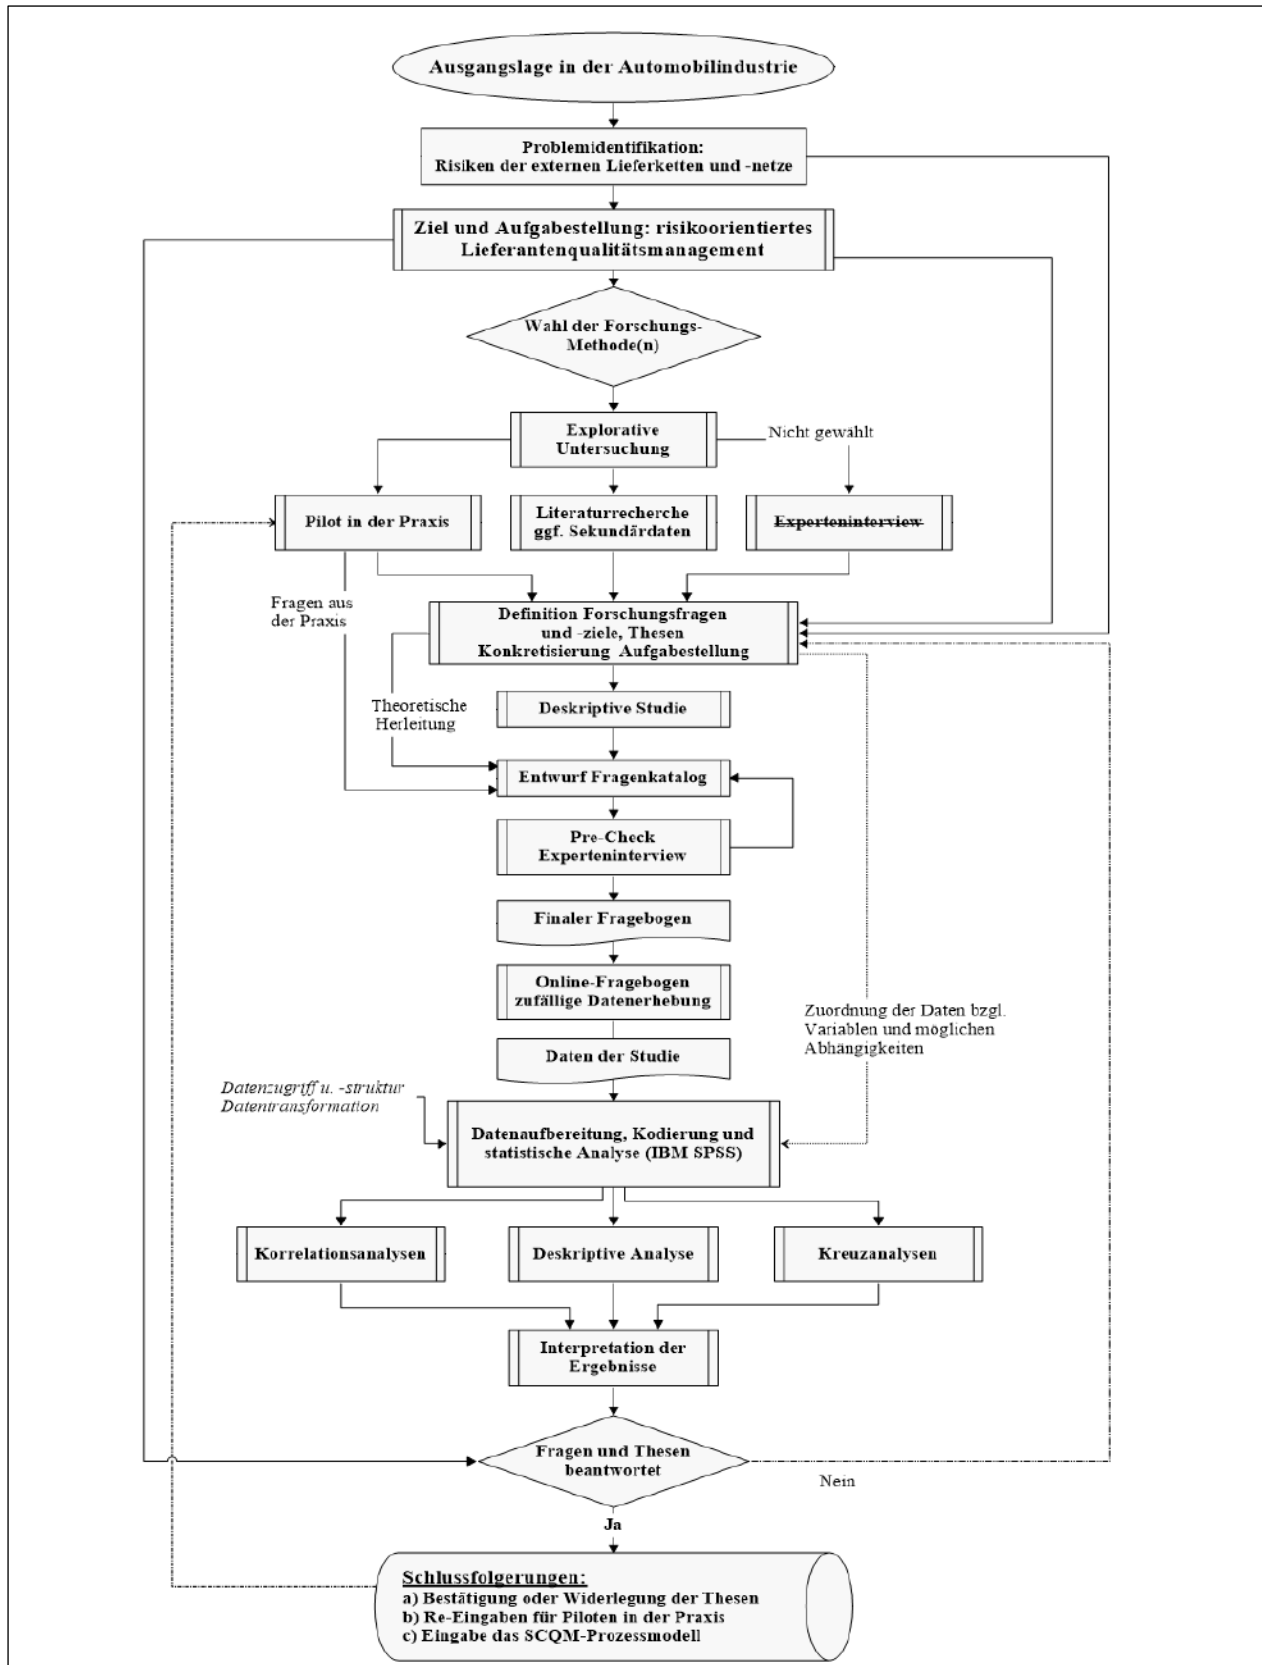 Ausgangslage in der Automobilindustrie
Problemidentifikation:
Risiken der externen Lieferketten und -netze
Ziel und Aufgabestellung: risikoorientiertes
Lieferantenqualitätsmanagement
Wahl der Forschungs-
Methode(n)
Explorative
Untersuchung
Nicht gewählt
Pilot in der Praxis
Literaturrecherche
ggf. Sekundärdaten
Experteninterview
Fragen aus
der Praxis
Definition Forschungsfragen
und -ziele, Thesen
Konkretisierung Aufgabestellung
Theoretische
Herleitung
Deskriptive Studie
Entwurf Fragenkatalog
Pre-Check
Experteninterview
Finaler Fragebogen
Online-Fragebogen
zufällige Datenerhebung
Zuordnung der Daten bzgl.
Variablen und möglichen
Abhängigkeiten
Daten der Studie
Datenzugriff u. -struktur
Datentransformation
Datenaufbereitung, Kodierung und
statistische Analyse (IBM SPSS)
Korrelationsanalysen
Deskriptive Analyse
Kreuzanalysen
Interpretation der
Ergebnisse
Fragen und Thesen
beantwortet
Nein
Ja
Schlussfolgerungen:
a) Bestätigung oder Widerlegung der Thesen
b) Re-Eingaben für Piloten in der Praxis
c) Eingabe das SCQM-Prozessmodell